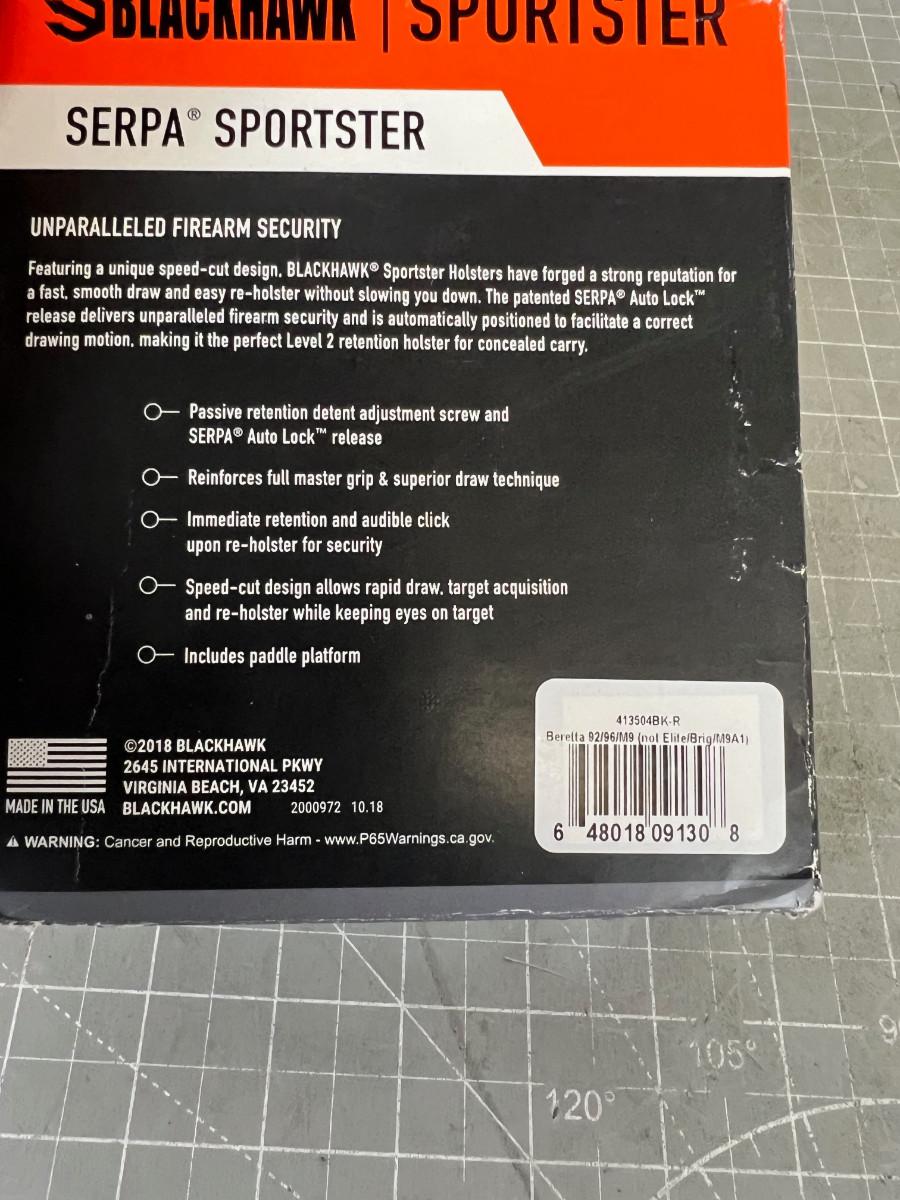 BLACKHAWK | SPORTSTER
SERPA® SPORTSTER
UNPARALLELED FIREARM SECURITY
Featuring a unique speed-cut design, BLACKHAWK® Sportster Holsters have forged a strong reputation for
a fast, smooth draw and easy re-holster without slowing you down. The patented SERPA® Auto Lock™
release delivers unparalleled firearm security and is automatically positioned to facilitate a correct
drawing motion, making it the perfect Level 2 retention holster for concealed carry.
Passive retention detent adjustment screw and
SERPA® Auto Lock™ release
Reinforces full master grip & superior draw technique
Immediate retention and audible click
upon re-holster for security
Speed-cut design allows rapid draw, target acquisition
and re-holster while keeping eyes on target
Includes paddle platform
©2018 BLACKHAWK
2645 INTERNATIONAL PKWY
VIRGINIA BEACH, VA 23452
MADE IN THE USA BLACKHAWK.COM 2000972 10.18
⚠ WARNING: Cancer and Reproductive Harm - www.P65Warnings.ca.gov.
413504BK-R
Beretta 92/96/M9 (not Elite/Brig/M9A1)
6 48018 09130 8
105°
120°